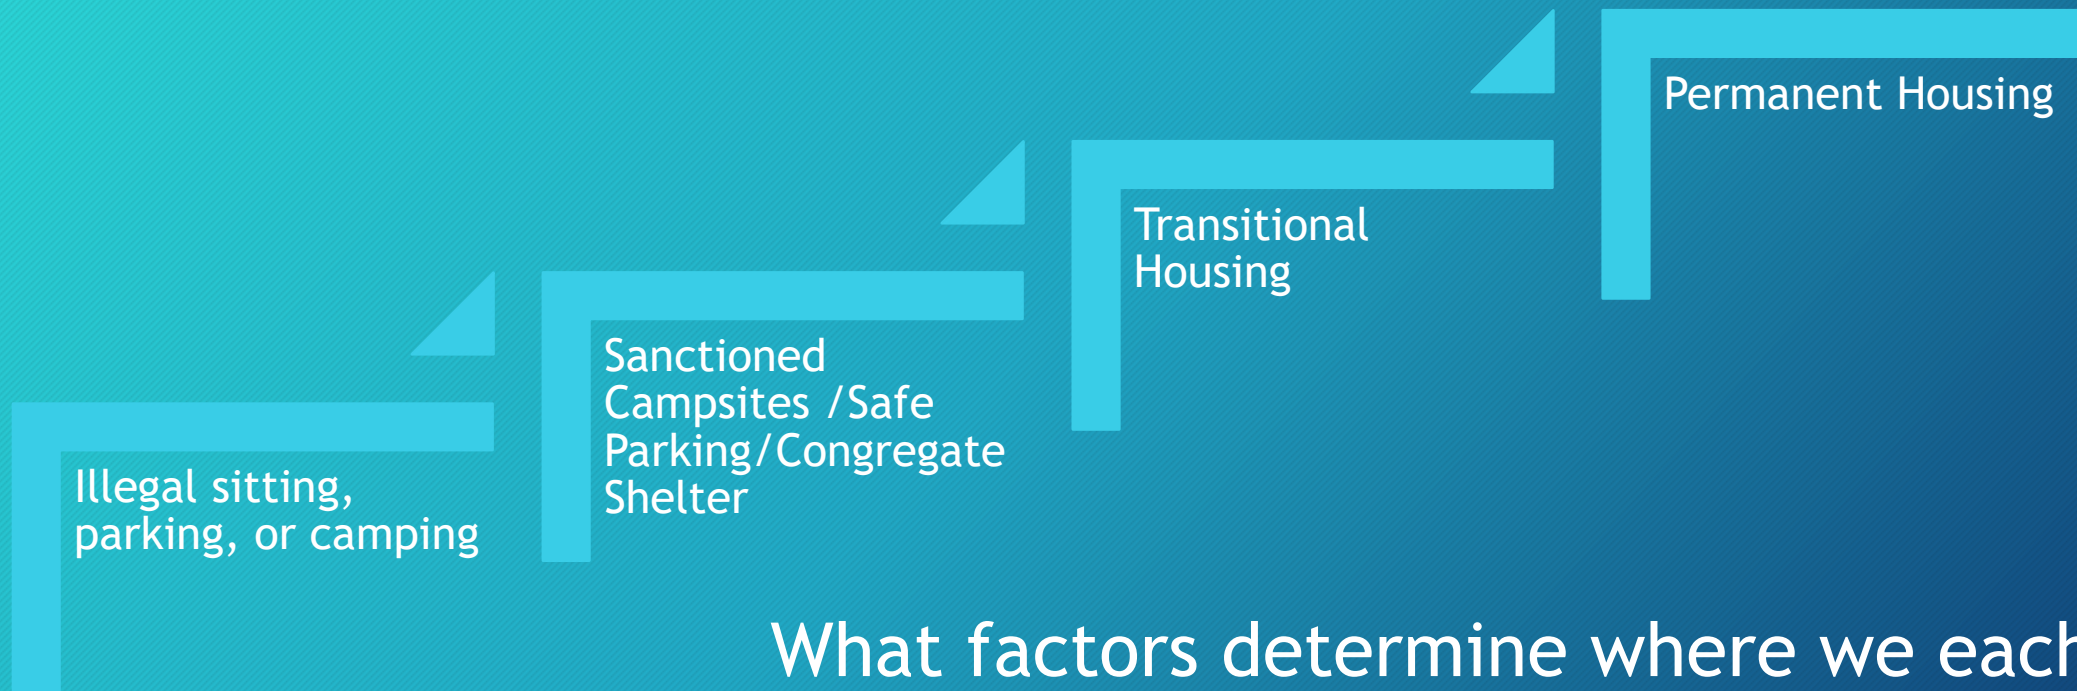 Permanent Housing
Transitional
Housing
Sanctioned
Campsites /Safe
Parking/Congregate
Shelter
Illegal sitting,
parking, or camping
What factors determine where we each